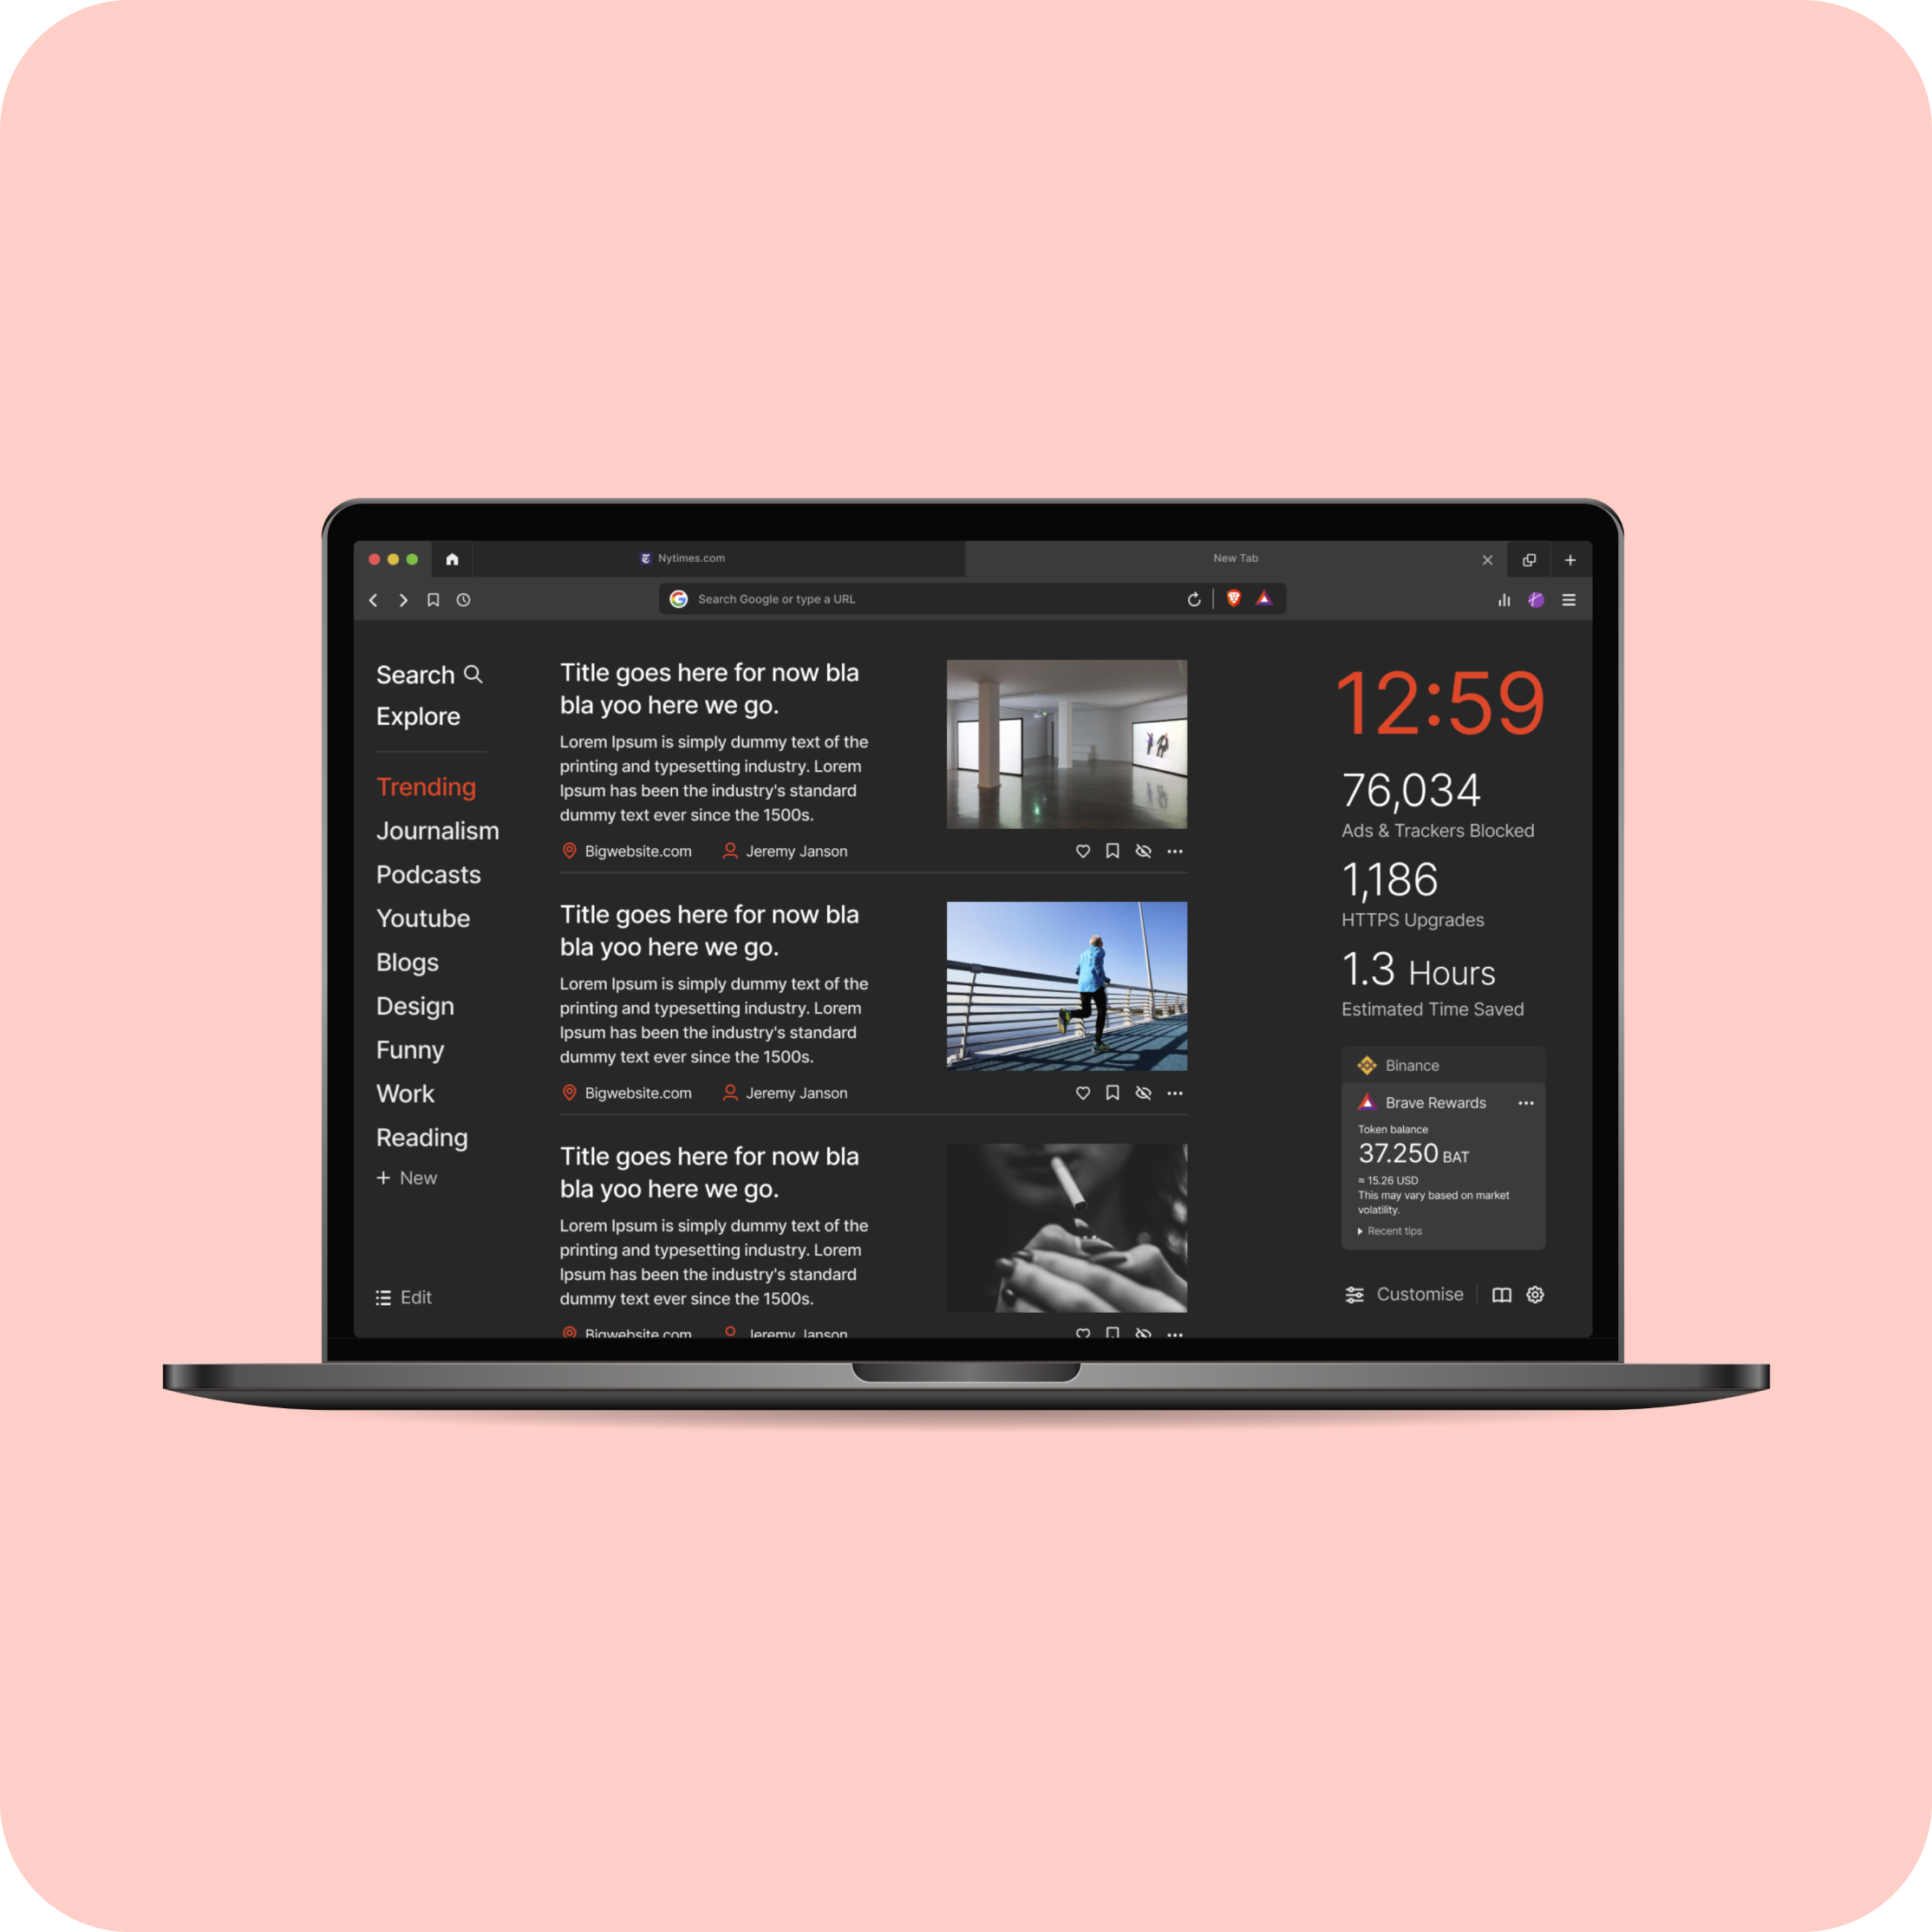 Nytimes.com
New Tab
Search Google or type a URL
Search
Explore
Trending
Journalism
Podcasts
Youtube
Blogs
Design
Funny
Work
Reading
+ New
Edit
Title goes here for now bla
bla yoo here we go.
Lorem Ipsum is simply dummy text of the
printing and typesetting industry. Lorem
Ipsum has been the industry's standard
dummy text ever since the 1500s.
Bigwebsite.com Jeremy Janson
Title goes here for now bla
bla yoo here we go.
Lorem Ipsum is simply dummy text of the
printing and typesetting industry. Lorem
Ipsum has been the industry's standard
dummy text ever since the 1500s.
Bigwebsite.com Jeremy Janson
Title goes here for now bla
bla yoo here we go.
Lorem Ipsum is simply dummy text of the
printing and typesetting industry. Lorem
Ipsum has been the industry's standard
dummy text ever since the 1500s.
Bigwebsite.com Jeremy Janson
12:59
76,034
Ads & Trackers Blocked
1,186
HTTPS Upgrades
1.3 Hours
Estimated Time Saved
Binance
Brave Rewards
Token balance
37.250 BAT
≈ 15.26 USD
This may vary based on market
volatility.
Recent tips
Customise